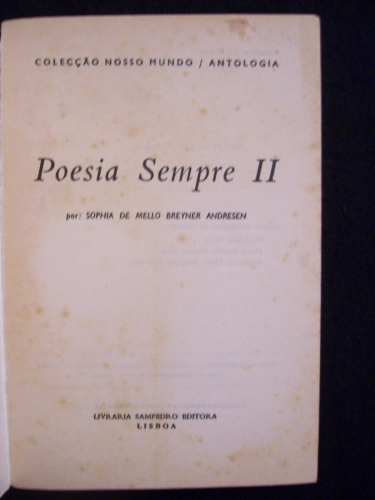 COLECÇÃO NOSSO MUNDO / ANTOLOGIA
Poesia Sempre II
por: SOPHIA DE MELLO BREYNER ANDRESEN
LIVRARIA SAMPEDRO EDITORA
LISBOA